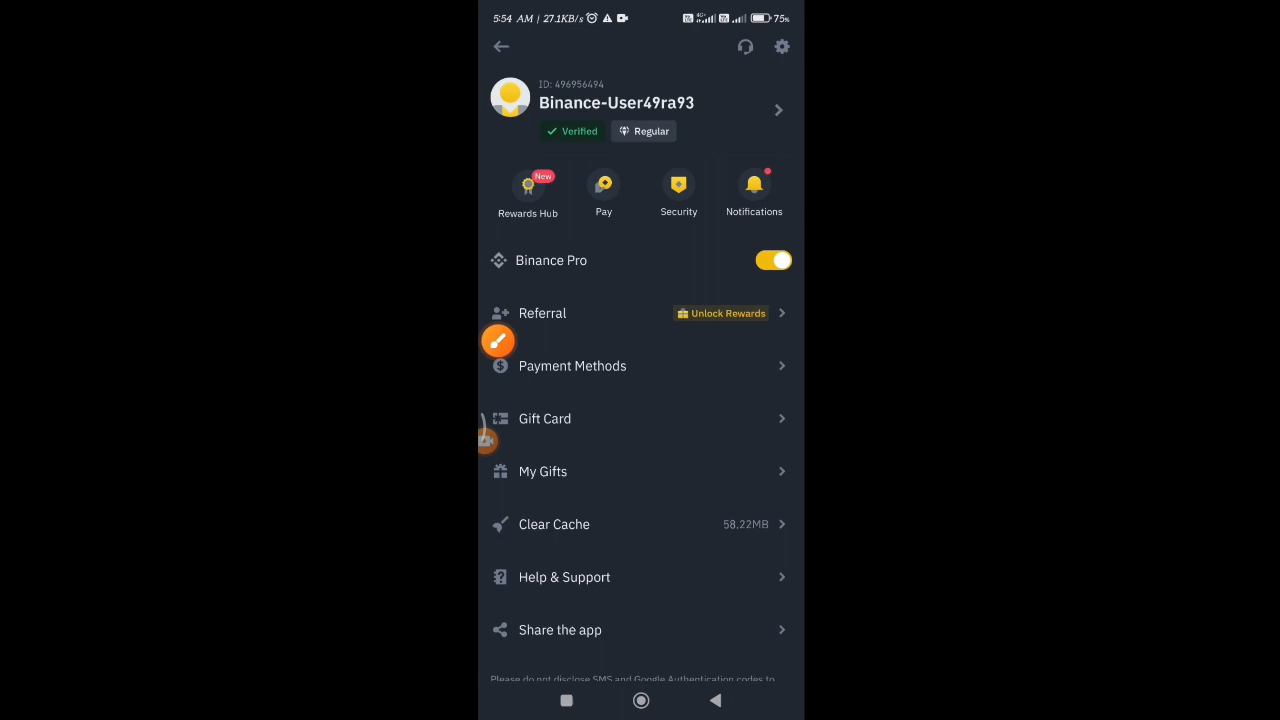 5:54 AM | 27.1KB/s 75%
ID: 496956494
Binance-User49ra93
Verified Regular
New
Rewards Hub Pay Security Notifications
Binance Pro
Referral Unlock Rewards
Payment Methods
Gift Card
My Gifts
Clear Cache 58.22MB
Help & Support
Share the app
Please do not disclose SMS and Google Authentication codes to